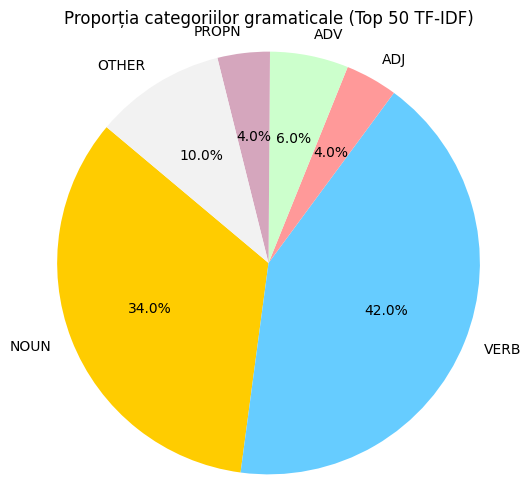 Proporția categoriilor gramaticale (Top 50 TF-IDF)
PROPN
ADV
ADJ
OTHER
4.0%
6.0%
4.0%
10.0%
34.0%
42.0%
NOUN
VERB